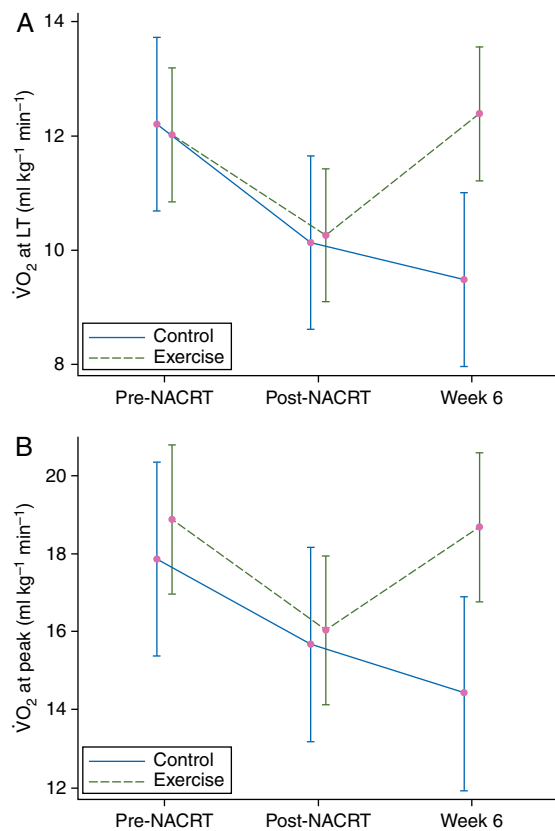 A
14
12
10
8
V̇O₂ at LT (ml kg⁻¹ min⁻¹)
Control
Exercise
Pre-NACRT Post-NACRT Week 6
B
20
18
16
14
12
V̇O₂ at peak (ml kg⁻¹ min⁻¹)
Control
Exercise
Pre-NACRT Post-NACRT Week 6